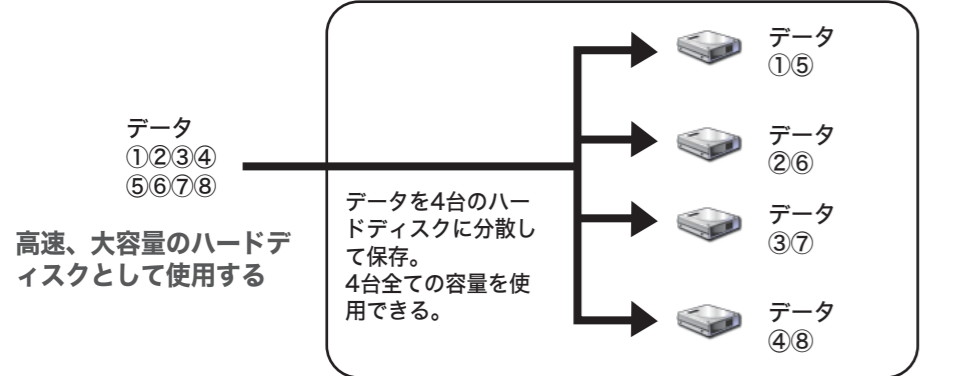 データ
①②③④
⑤⑥⑦⑧
高速、大容量のハードデ
ィスクとして使用する
データを4台のハー
ドディスクに分散し
て保存。
4台全ての容量を使
用できる。
データ
①⑤
データ
②⑥
データ
③⑦
データ
④⑧